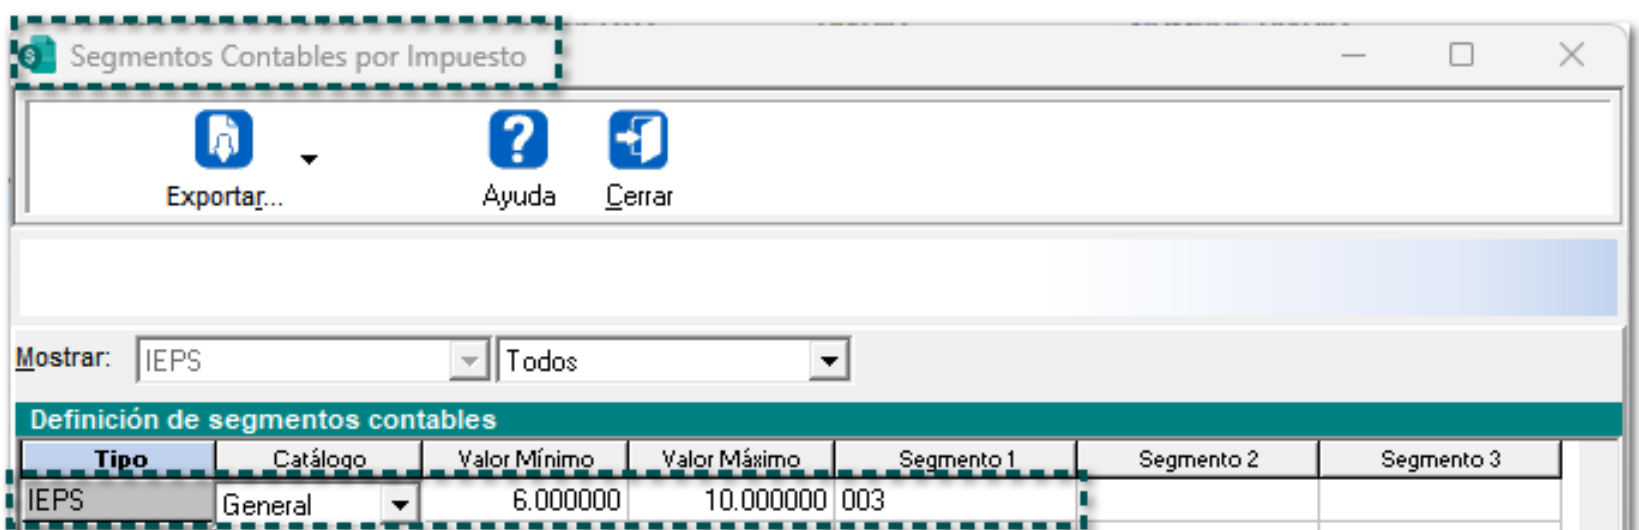 Segmentos Contables por Impuesto
Exportar... Ayuda Cerrar
Mostrar: IEPS Todos
Definición de segmentos contables
Tipo Catálogo Valor Mínimo Valor Máximo Segmento 1 Segmento 2 Segmento 3
IEPS General 6.000000 10.000000 003